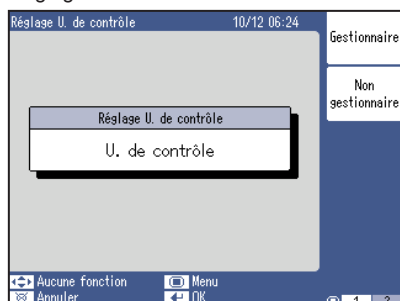 Réglage U. de contrôle 10/12 06:24
Gestionnaire
Non
gestionnaire
Réglage U. de contrôle
U. de contrôle
Aucune fonction Menu
Annuler OK
1 2